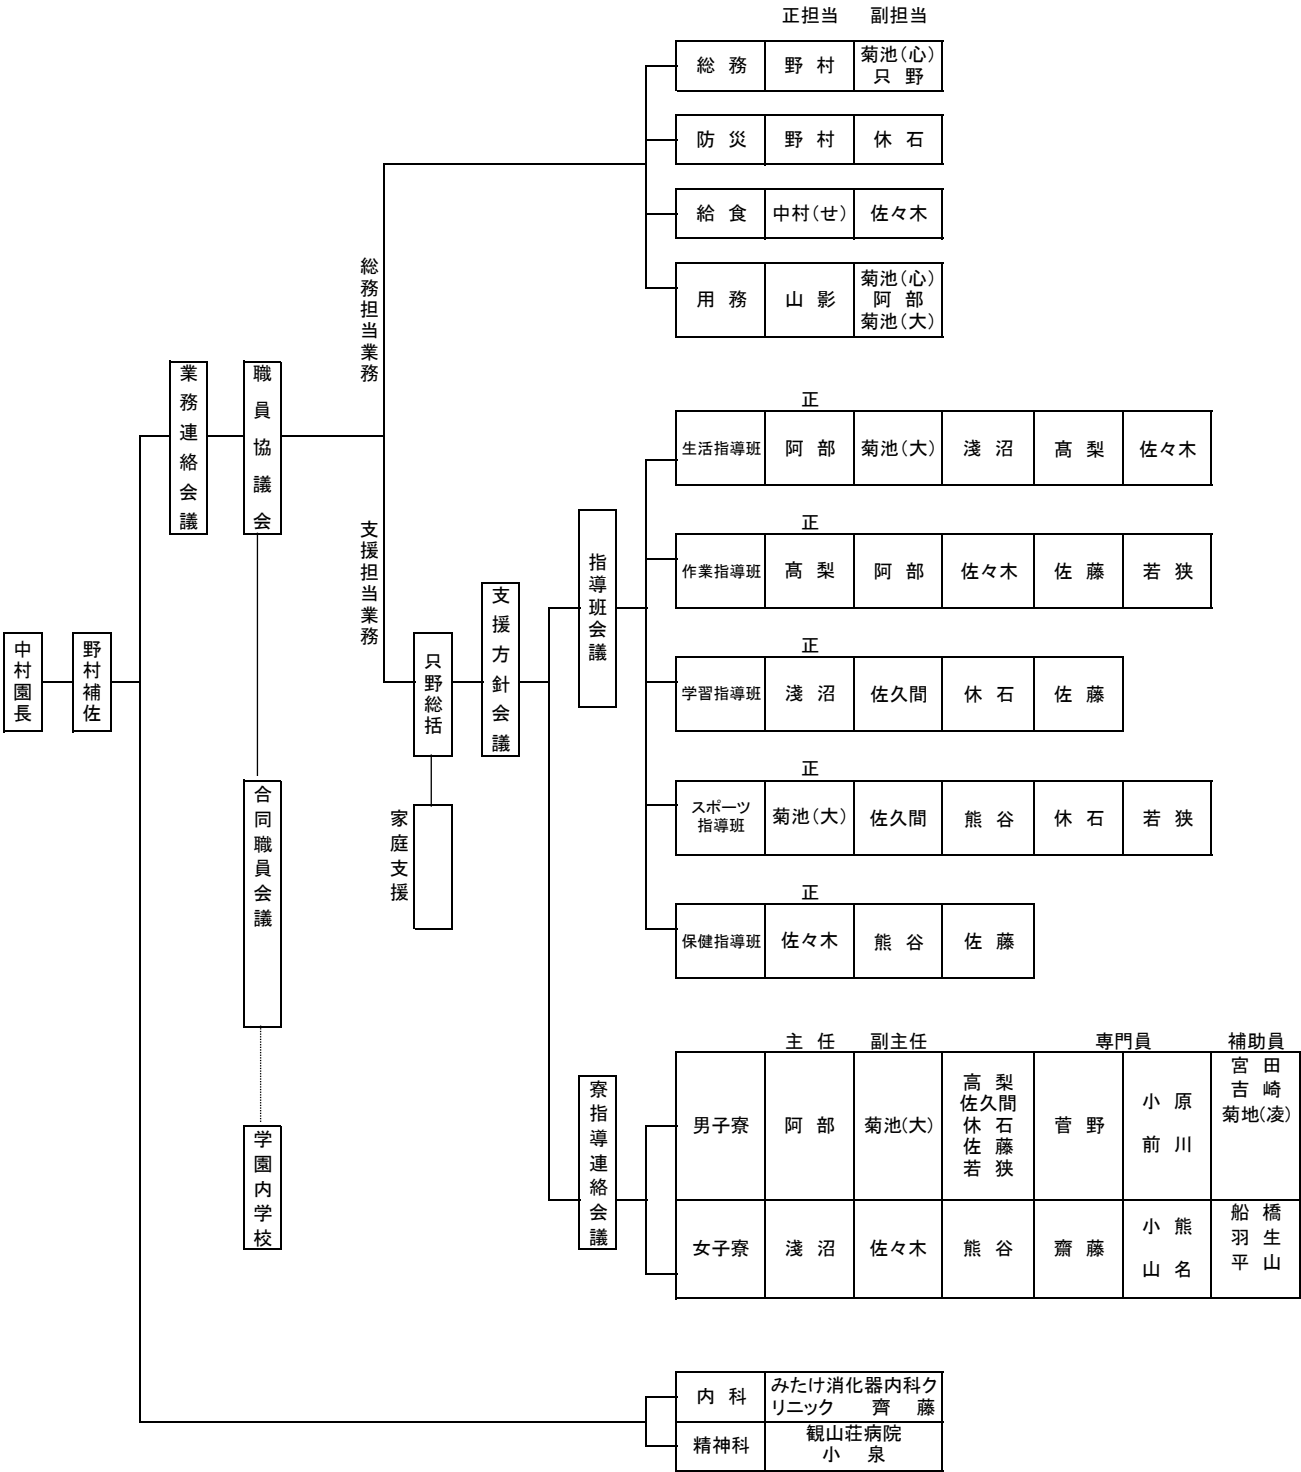 正担当 副担当
総 務 野 村 菊池(心)
只 野
防 災 野 村 休 石
給 食 中村(せ) 佐々木
用 務 山 影 菊池(心)
阿 部
菊池(大)
総務担当業務
業務連絡会議
職員協議会
支援担当業務
中村園長
野村補佐
只野総括
支援方針会議
家庭支援
合同職員会議
学園内学校
指導班会議
正
生活指導班 阿 部 菊池(大) 淺 沼 髙 梨 佐々木
正
作業指導班 髙 梨 阿 部 佐々木 佐 藤 若 狭
正
学習指導班 淺 沼 佐久間 休 石 佐 藤
正
スポーツ
指導班 菊池(大) 佐久間 熊 谷 休 石 若 狭
正
保健指導班 佐々木 熊 谷 佐 藤
寮指導連絡会議
主 任 副主任 専門員 補助員
男子寮 阿 部 菊池(大)
高 梨
佐久間
休 石
佐 藤
若 狭
菅 野
小 原
前 川
宮 田
吉 崎
菊地(凌)
女子寮 淺 沼 佐々木 熊 谷 齋 藤
小 熊
山 名
船 橋
羽 生
平 山
内 科 みたけ消化器内科ク
リニック 齊 藤
精神科 観山荘病院
小 泉